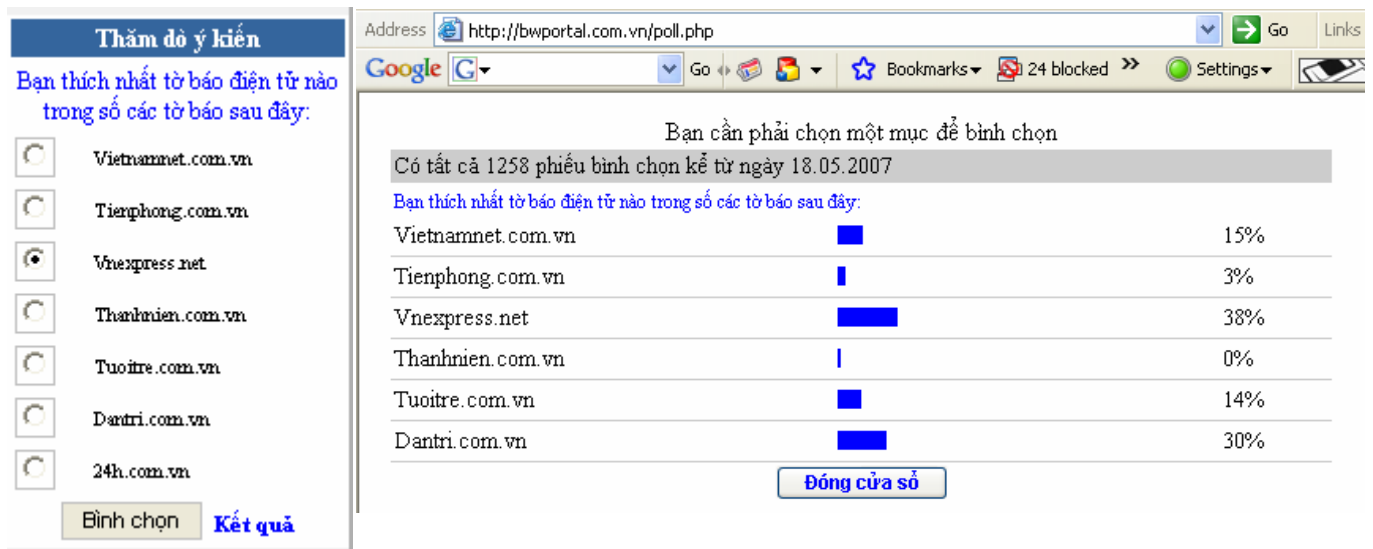 Thăm dò ý kiến
Bạn thích nhất tờ báo điện tử nào
trong số các tờ báo sau đây:
Vietnamnet.com.vn
Tienphong.com.vn
Vnexpress.net
Thanhnien.com.vn
Tuoitre.com.vn
Dantri.com.vn
24h.com.vn
Bình chọn Kết quả
Address http://bwportal.com.vn/poll.php Go Links
Google G Go Bookmarks 24 blocked » Settings
Bạn cần phải chọn một mục để bình chọn
Có tất cả 1258 phiếu bình chọn kể từ ngày 18.05.2007
Bạn thích nhất tờ báo điện tử nào trong số các tờ báo sau đây:
Vietnamnet.com.vn 15%
Tienphong.com.vn 3%
Vnexpress.net 38%
Thanhnien.com.vn 0%
Tuoitre.com.vn 14%
Dantri.com.vn 30%
Đóng cửa sổ